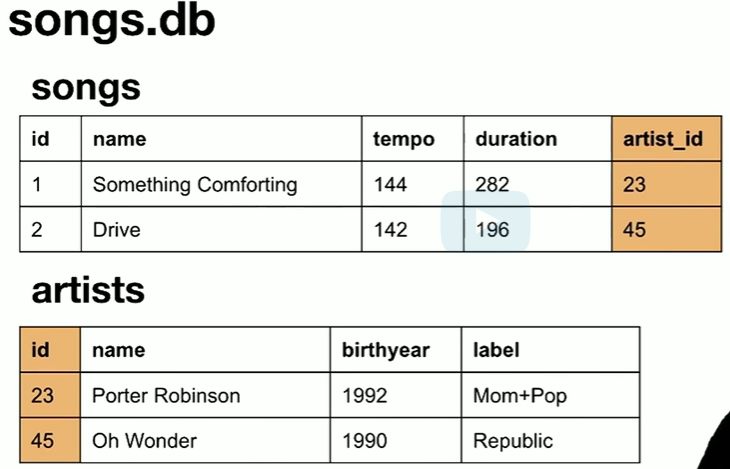 songs.db
songs
id name tempo duration artist_id
1 Something Comforting 144 282 23
2 Drive 142 196 45
artists
id name birthyear label
23 Porter Robinson 1992 Mom+Pop
45 Oh Wonder 1990 Republic